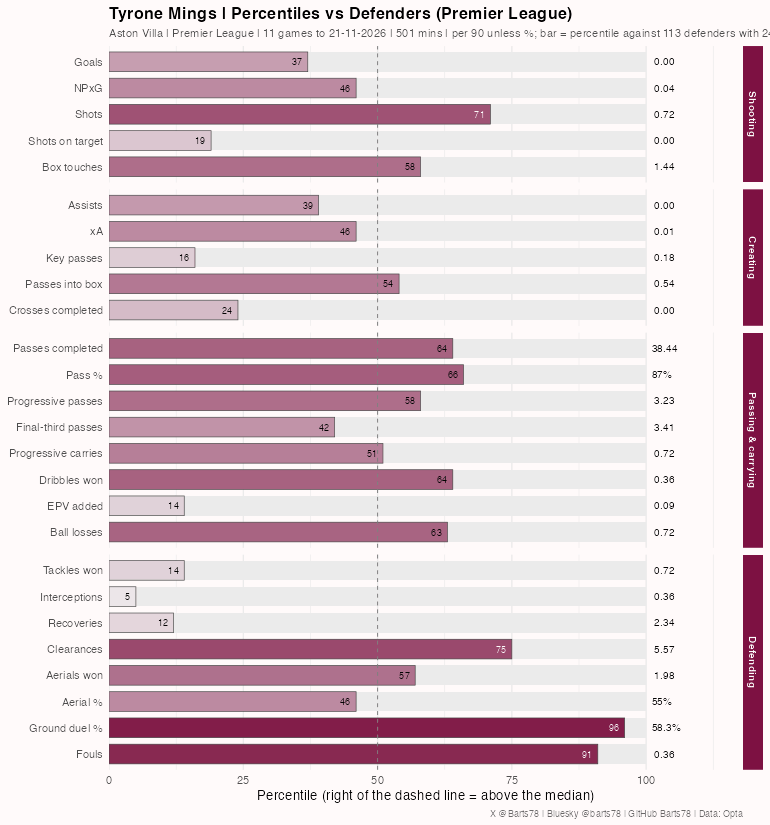 Tyrone Mings | Percentiles vs Defenders (Premier League)
Aston Villa | Premier League | 11 games to 21-11-2026 | 501 mins | per 90 unless %; bar = percentile against 113 defenders with 24
Shooting
Goals 37 0.00
NPxG 46 0.04
Shots 71 0.72
Shots on target 19 0.00
Box touches 58 1.44
Creating
Assists 39 0.00
xA 46 0.01
Key passes 16 0.18
Passes into box 54 0.54
Crosses completed 24 0.00
Passing & carrying
Passes completed 64 38.44
Pass % 66 87%
Progressive passes 58 3.23
Final-third passes 42 3.41
Progressive carries 51 0.72
Dribbles won 64 0.36
EPV added 14 0.09
Ball losses 63 0.72
Defending
Tackles won 14 0.72
Interceptions 5 0.36
Recoveries 12 2.34
Clearances 75 5.57
Aerials won 57 1.98
Aerial % 46 55%
Ground duel % 96 58.3%
Fouls 91 0.36
0 25 50 75 100
Percentile (right of the dashed line = above the median)
X @Barts78 | Bluesky @barts78 | GitHub Barts78 | Data: Opta